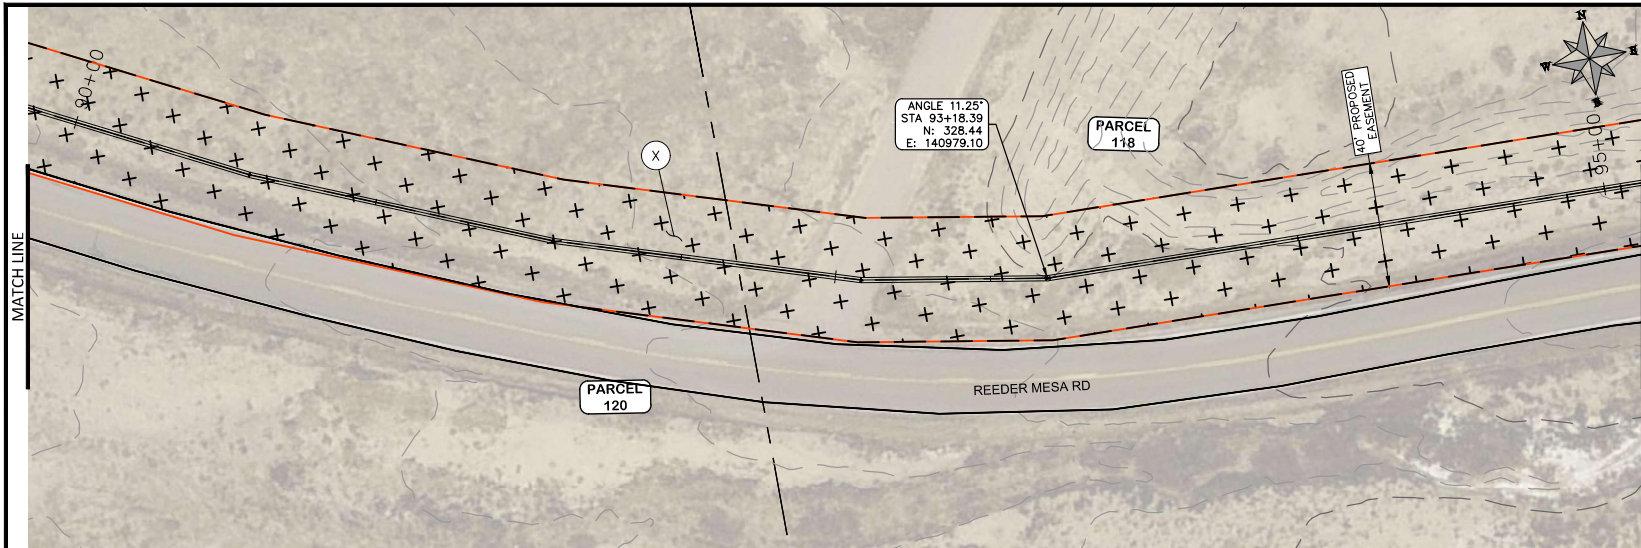 90+00
N
W
E
ANGLE 11.25°
STA 93+18.39
N: 328.44
E: 140979.10
PARCEL
118
40' PROPOSED
EASEMENT
95+00
X
MATCH LINE
PARCEL
120
REEDER MESA RD